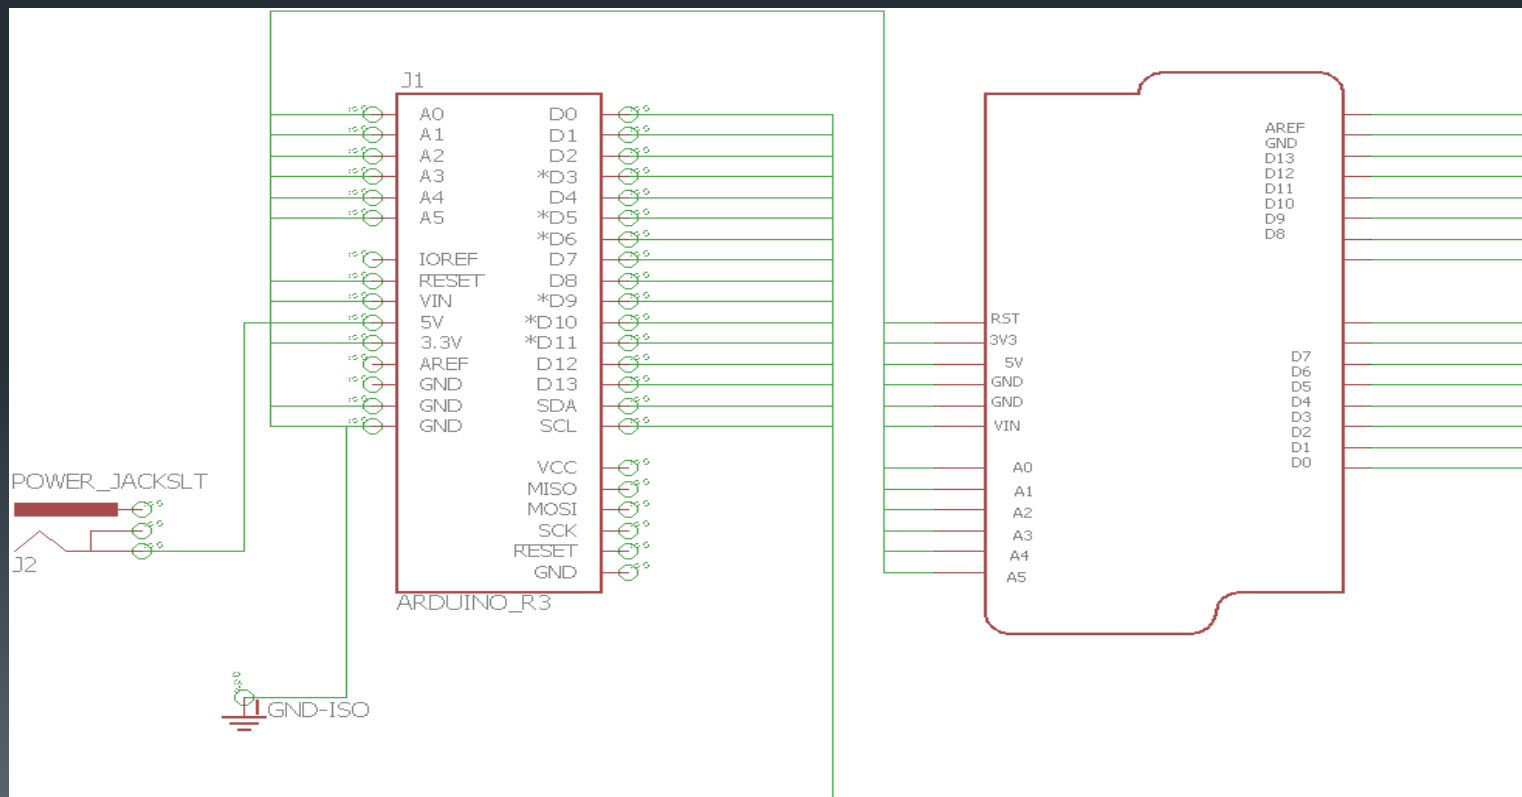 J1
A0
A1
A2
A3
A4
A5
IOREF
RESET
VIN
5V
3.3V
AREF
GND
GND
GND
D0
D1
D2
*D3
D4
*D5
*D6
D7
D8
*D9
*D10
*D11
D12
D13
SDA
SCL
VCC
MISO
MOSI
SCK
RESET
GND
ARDUINO_R3
POWER_JACKSLT
J2
GND-ISO
RST
3V3
5V
GND
GND
VIN
A0
A1
A2
A3
A4
A5
AREF
GND
D13
D12
D11
D10
D9
D8
D7
D6
D5
D4
D3
D2
D1
D0